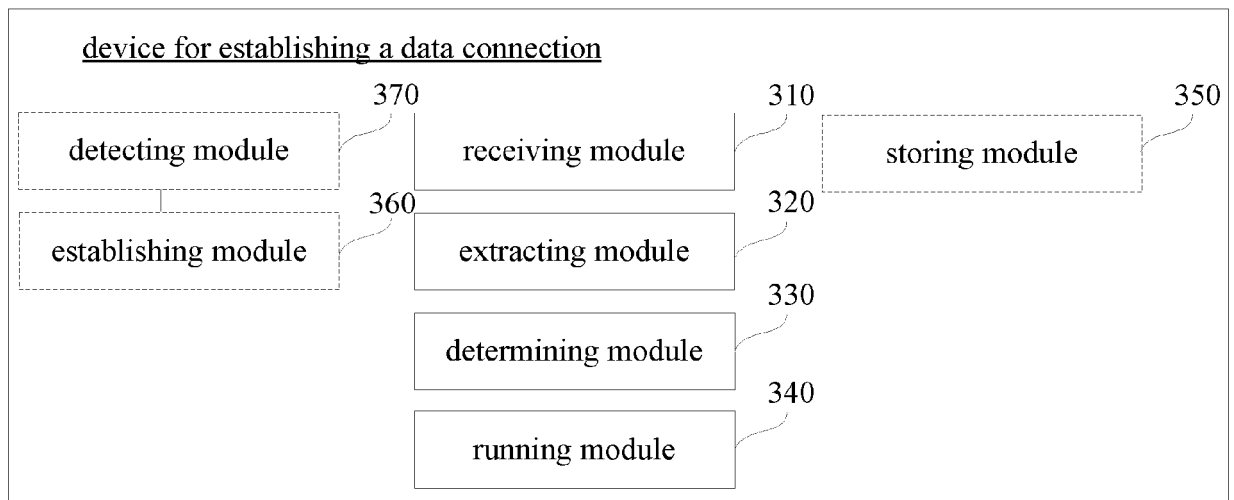 device for establishing a data connection
370
310
350
detecting module
receiving module
storing module
360
320
establishing module
extracting module
330
determining module
340
running module